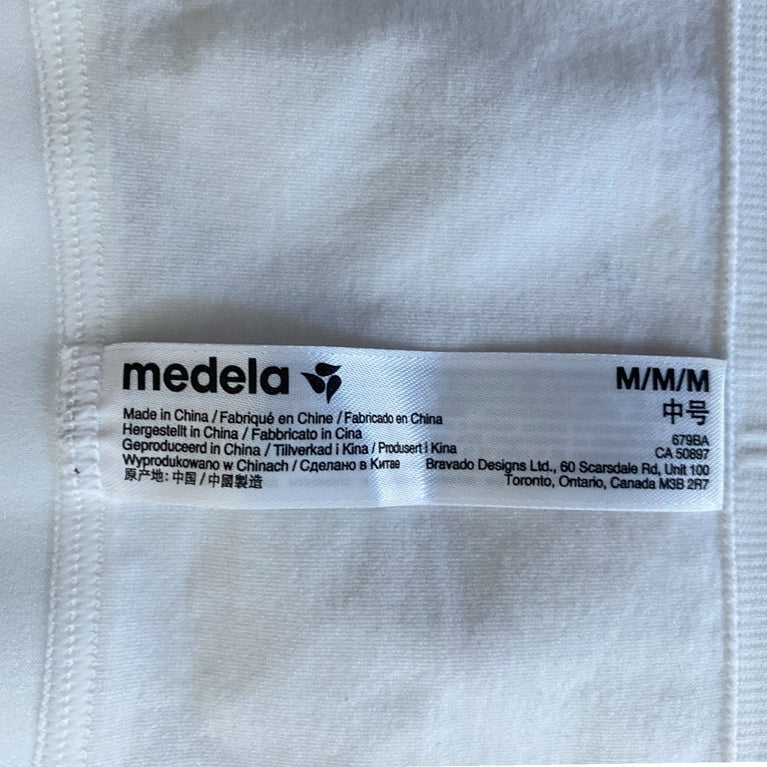 medela
Made in China / Fabriqué en Chine / Fabricado en China
Hergestellt in China / Fabbricato in Cina
Geproduceerd in China / Tillverkad i Kina / Produsert i Kina
Wyprodukowano w Chinach / Сделано в Китае
原产地: 中国 / 中國製造
M/M/M
中号
679BA
CA 50897
Bravado Designs Ltd., 60 Scarsdale Rd, Unit 100
Toronto, Ontario, Canada M3B 2R7